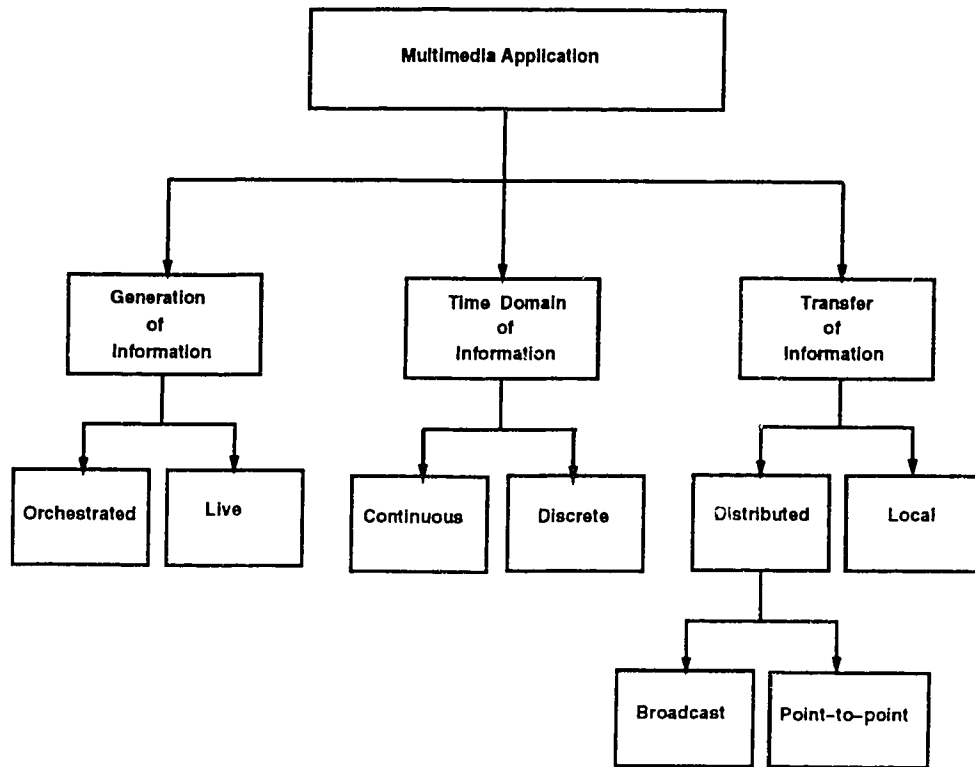 Multimedia Application
Generation
of
Information
Time Domain
of
Information
Transfer
of
Information
Orchestrated
Live
Continuous
Discrete
Distributed
Local
Broadcast
Point-to-point